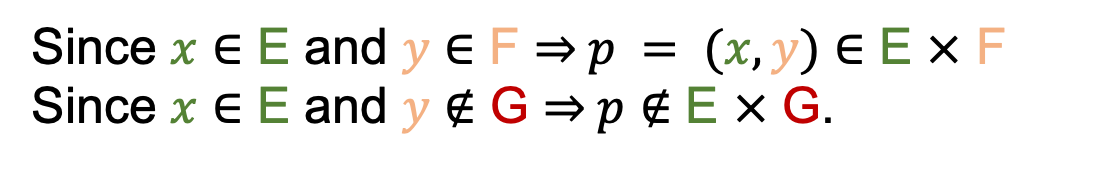 Since x ∈ E and y ∈ F ⇒ p = (x, y) ∈ E × F
Since x ∈ E and y ∉ G ⇒ p ∉ E × G.